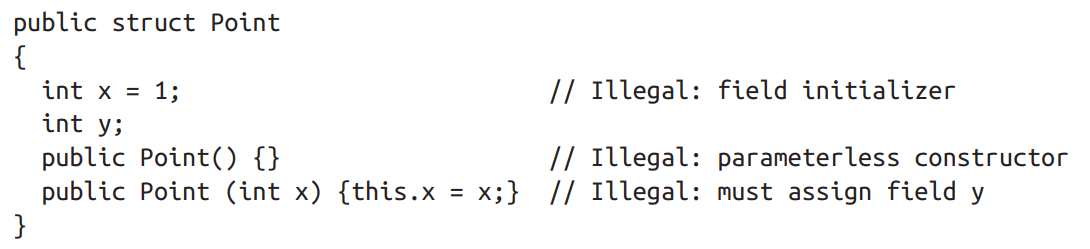 public struct Point
{
  int x = 1;                          // Illegal: field initializer
  int y;
  public Point() {}                   // Illegal: parameterless constructor
  public Point (int x) {this.x = x;}  // Illegal: must assign field y
}